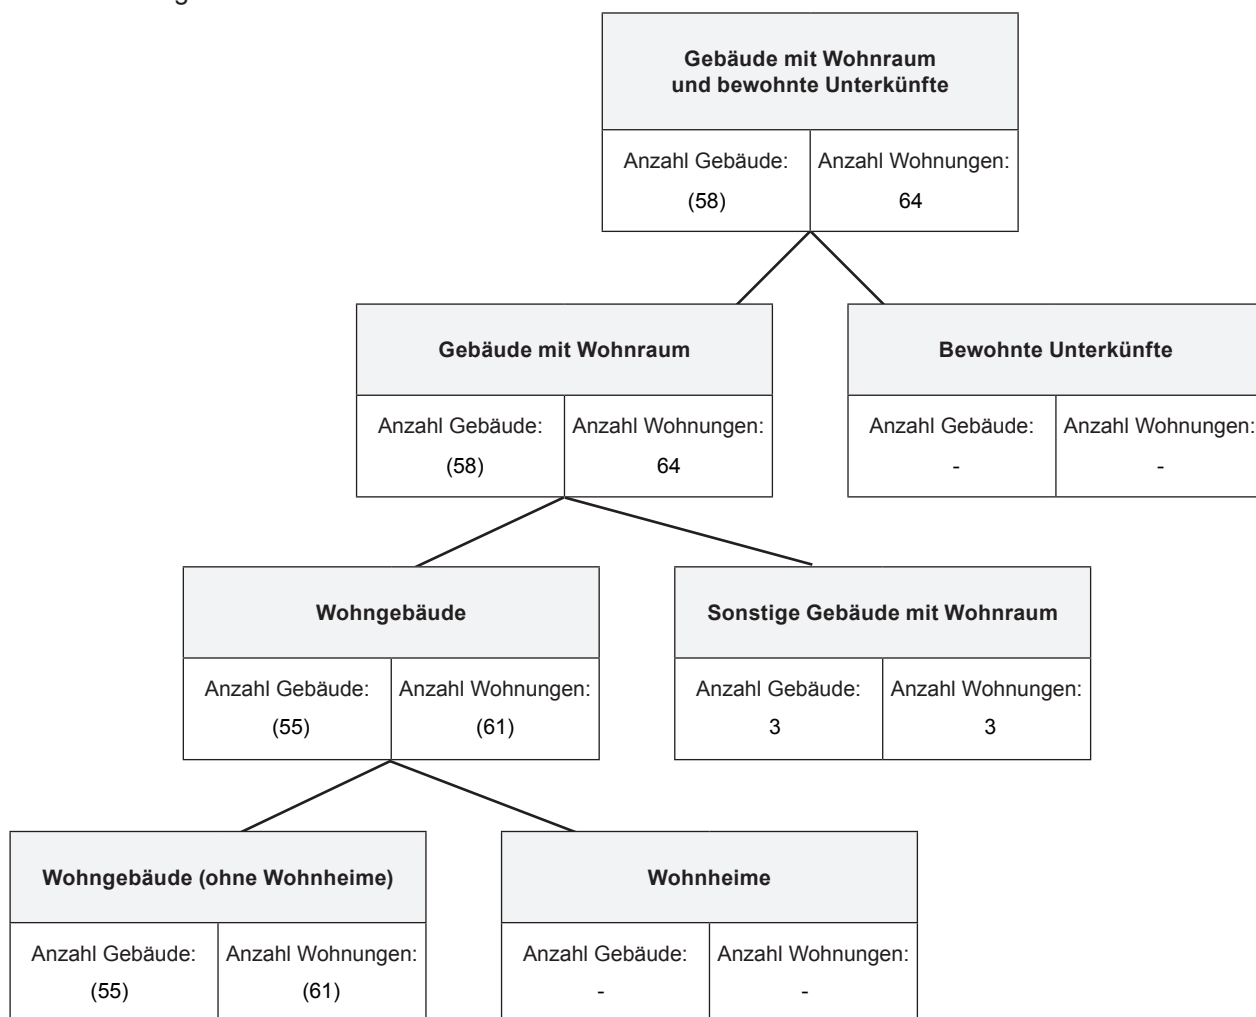 Gebäude mit Wohnraum
und bewohnte Unterkünfte
Anzahl Gebäude: Anzahl Wohnungen:
(58) 64
Gebäude mit Wohnraum Bewohnte Unterkünfte
Anzahl Gebäude: Anzahl Wohnungen: Anzahl Gebäude: Anzahl Wohnungen:
(58) 64 - -
Wohngebäude Sonstige Gebäude mit Wohnraum
Anzahl Gebäude: Anzahl Wohnungen: Anzahl Gebäude: Anzahl Wohnungen:
(55) (61) 3 3
Wohngebäude (ohne Wohnheime) Wohnheime
Anzahl Gebäude: Anzahl Wohnungen: Anzahl Gebäude: Anzahl Wohnungen:
(55) (61) - -